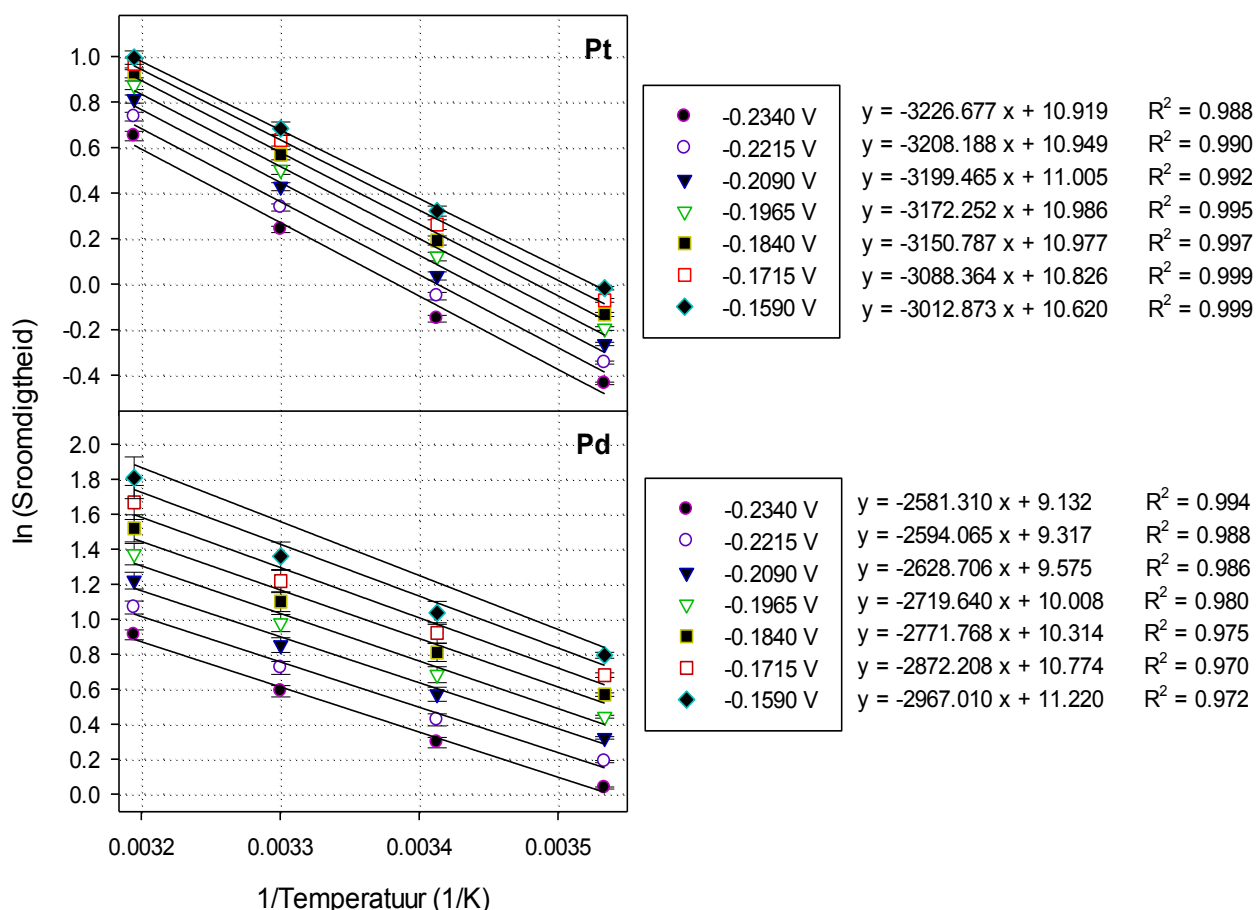 Pt
1.0
0.8
0.6
0.4
0.2
0.0
-0.2
-0.4
-0.2340 V y = -3226.677 x + 10.919 R² = 0.988
-0.2215 V y = -3208.188 x + 10.949 R² = 0.990
-0.2090 V y = -3199.465 x + 11.005 R² = 0.992
-0.1965 V y = -3172.252 x + 10.986 R² = 0.995
-0.1840 V y = -3150.787 x + 10.977 R² = 0.997
-0.1715 V y = -3088.364 x + 10.826 R² = 0.999
-0.1590 V y = -3012.873 x + 10.620 R² = 0.999
ln (Sroomdigtheid)
Pd
2.0
1.8
1.6
1.4
1.2
1.0
0.8
0.6
0.4
0.2
0.0
-0.2340 V y = -2581.310 x + 9.132 R² = 0.994
-0.2215 V y = -2594.065 x + 9.317 R² = 0.988
-0.2090 V y = -2628.706 x + 9.575 R² = 0.986
-0.1965 V y = -2719.640 x + 10.008 R² = 0.980
-0.1840 V y = -2771.768 x + 10.314 R² = 0.975
-0.1715 V y = -2872.208 x + 10.774 R² = 0.970
-0.1590 V y = -2967.010 x + 11.220 R² = 0.972
0.0032 0.0033 0.0034 0.0035
1/Temperatuur (1/K)